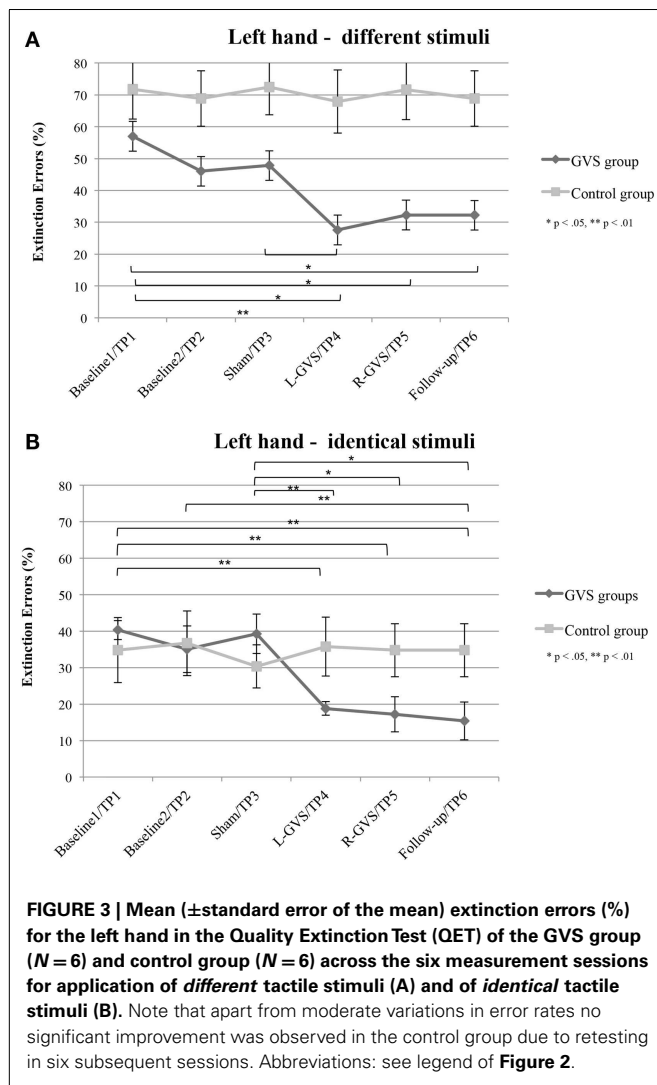 A
Left hand - different stimuli
90
80
70
60
50
40
30
20
10
0
Extinction Errors (%)
GVS group
Control group
* p < .05, ** p < .01
*
*
*
*
**
Baseline1/TP1
Baseline2/TP2
Sham/TP3
L-GVS/TP4
R-GVS/TP5
Follow-up/TP6
B
Left hand - identical stimuli
*
*
**
**
**
**
**
80
70
60
50
40
30
20
10
0
Extinction Errors (%)
GVS groups
Control group
* p < .05, ** p < .01
Baseline1/TP1
Baseline2/TP2
Sham/TP3
L-GVS/TP4
R-GVS/TP5
Follow-up/TP6
FIGURE 3 | Mean (±standard error of the mean) extinction errors (%)
for the left hand in the Quality Extinction Test (QET) of the GVS group
(N = 6) and control group (N = 6) across the six measurement sessions
for application of different tactile stimuli (A) and of identical tactile
stimuli (B). Note that apart from moderate variations in error rates no
significant improvement was observed in the control group due to retesting
in six subsequent sessions. Abbreviations: see legend of Figure 2.